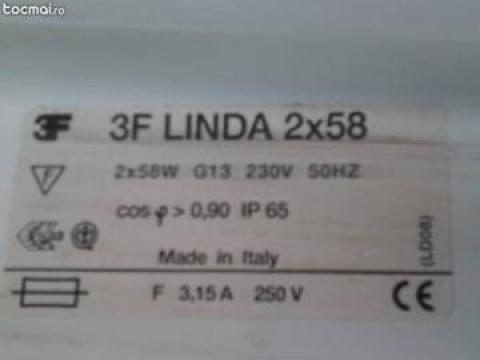 tocmai.ro
3F 3F LINDA 2x58
F 2x58W G13 230V 50HZ
cos φ > 0,90 IP 65
Made in Italy
(LD08)
F 3,15 A 250 V CE